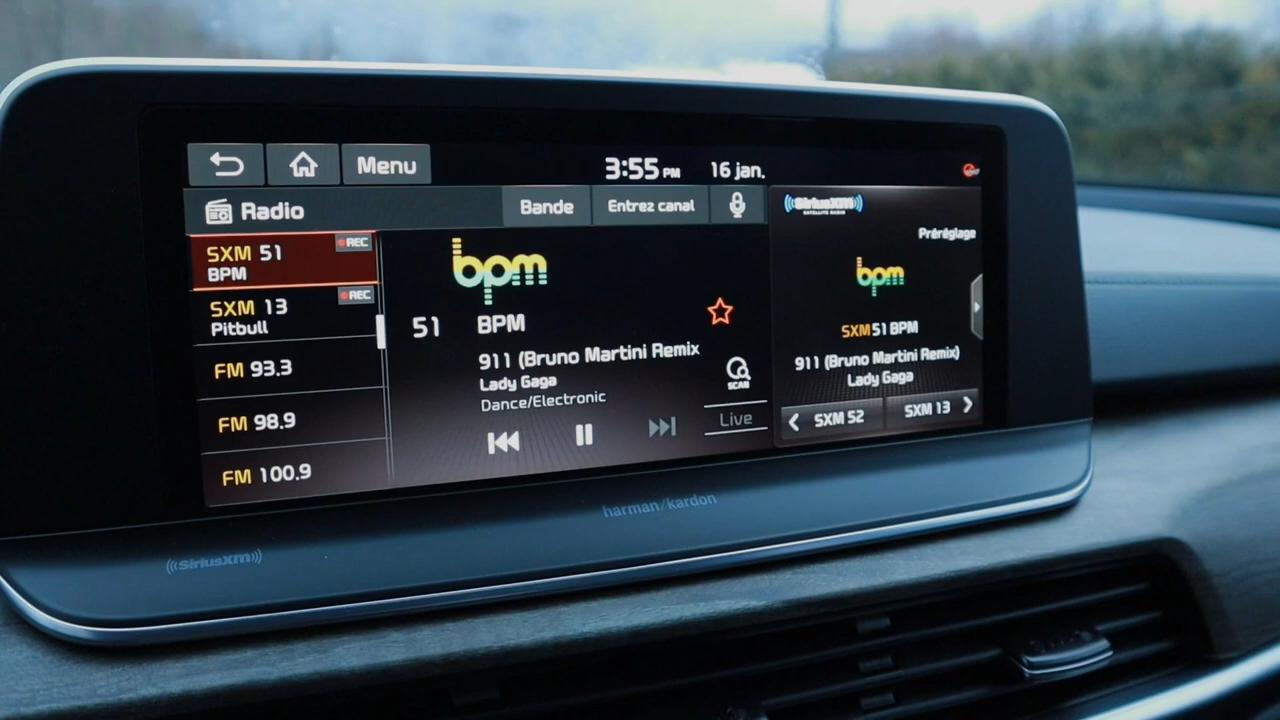 Menu
3:55 PM
16 jan.
Radio
Bande
Entrez canal
SXM 51
REC
BPM
SXM 13
REC
Pitbull
FM 93.3
FM 98.9
FM 100.9
bpm
51
BPM
911 (Bruno Martini Remix
Lady Gaga
Dance/Electronic
SCAN
Live
((SiriusXM))
SATELLITE RADIO
Préréglage
bpm
SXM 51 BPM
911 (Bruno Martini Remix)
Lady Gaga
SXM 52
SXM 13
harman/kardon
((SiriusXM))